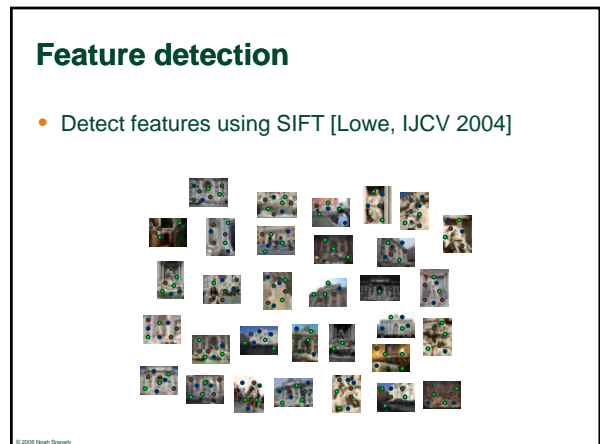 Feature detection
• Detect features using SIFT [Lowe, IJCV 2004]
© 2006 Noah Snavely